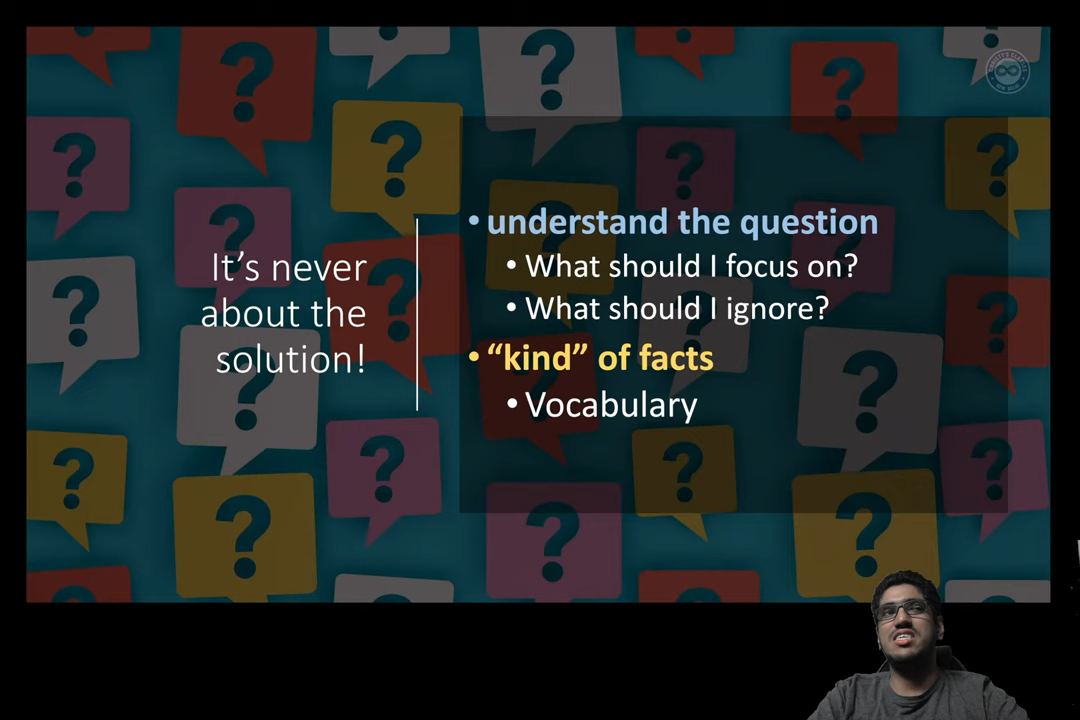 It's never
about the
solution!
• understand the question
• What should I focus on?
• What should I ignore?
• “kind” of facts
• Vocabulary